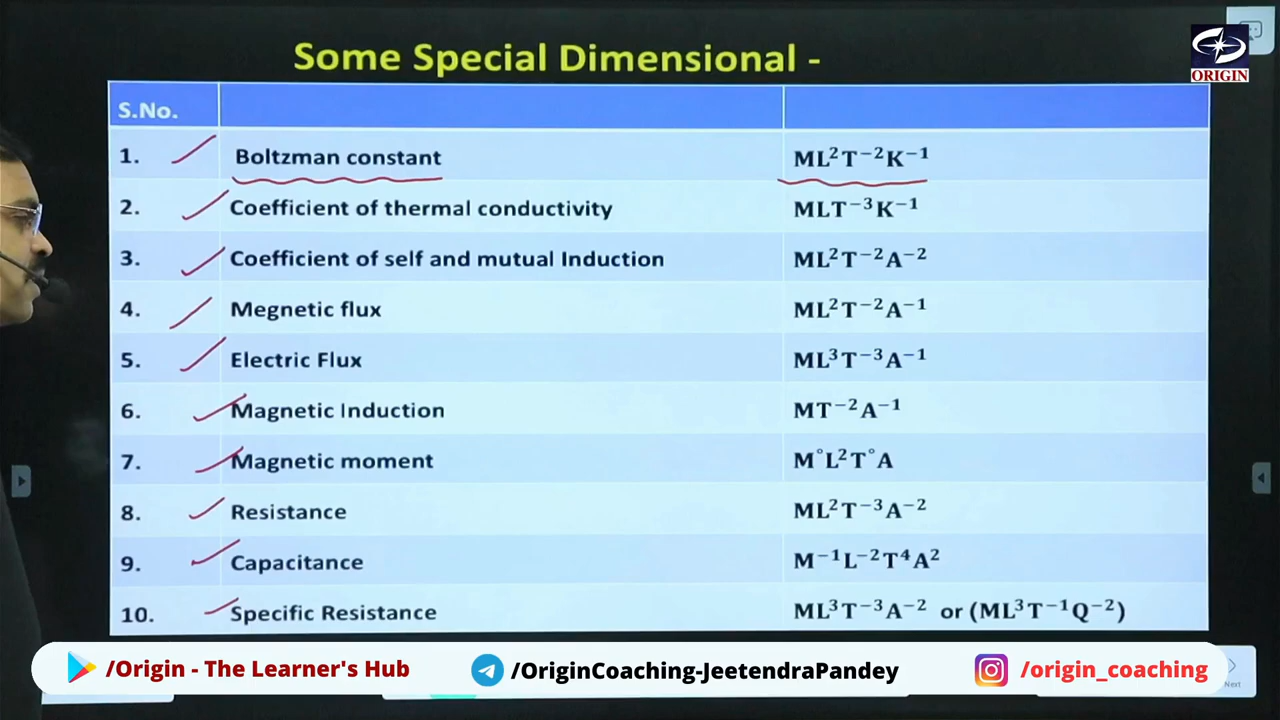 Some Special Dimensional -
ORIGIN
S.No.
1. Boltzman constant ML²T⁻²K⁻¹
2. Coefficient of thermal conductivity MLT⁻³K⁻¹
3. Coefficient of self and mutual Induction ML²T⁻²A⁻²
4. Megnetic flux ML²T⁻²A⁻¹
5. Electric Flux ML³T⁻³A⁻¹
6. Magnetic Induction MT⁻²A⁻¹
7. Magnetic moment M°L²T°A
8. Resistance ML²T⁻³A⁻²
9. Capacitance M⁻¹L⁻²T⁴A²
10. Specific Resistance ML³T⁻³A⁻² or (ML³T⁻¹Q⁻²)
/Origin - The Learner's Hub /OriginCoaching-JeetendraPandey /origin_coaching
Next